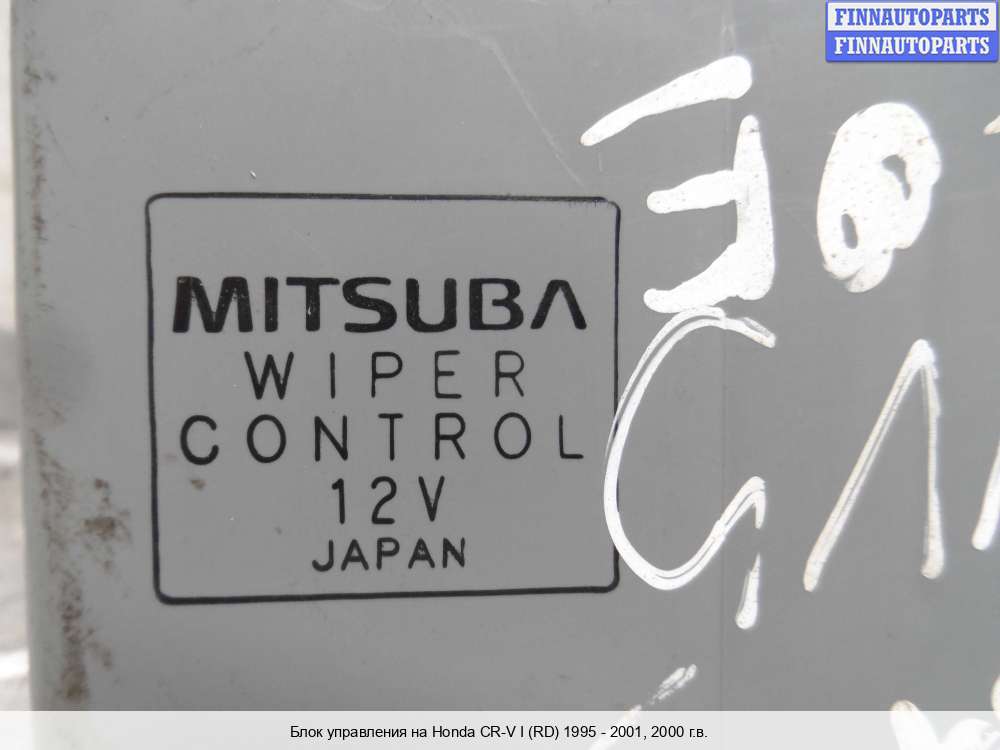 FINNAUTOPARTS
FINNAUTOPARTS
MITSUBA
WIPER
CONTROL
12V
JAPAN
Блок управления на Honda CR-V I (RD) 1995 - 2001, 2000 г.в.